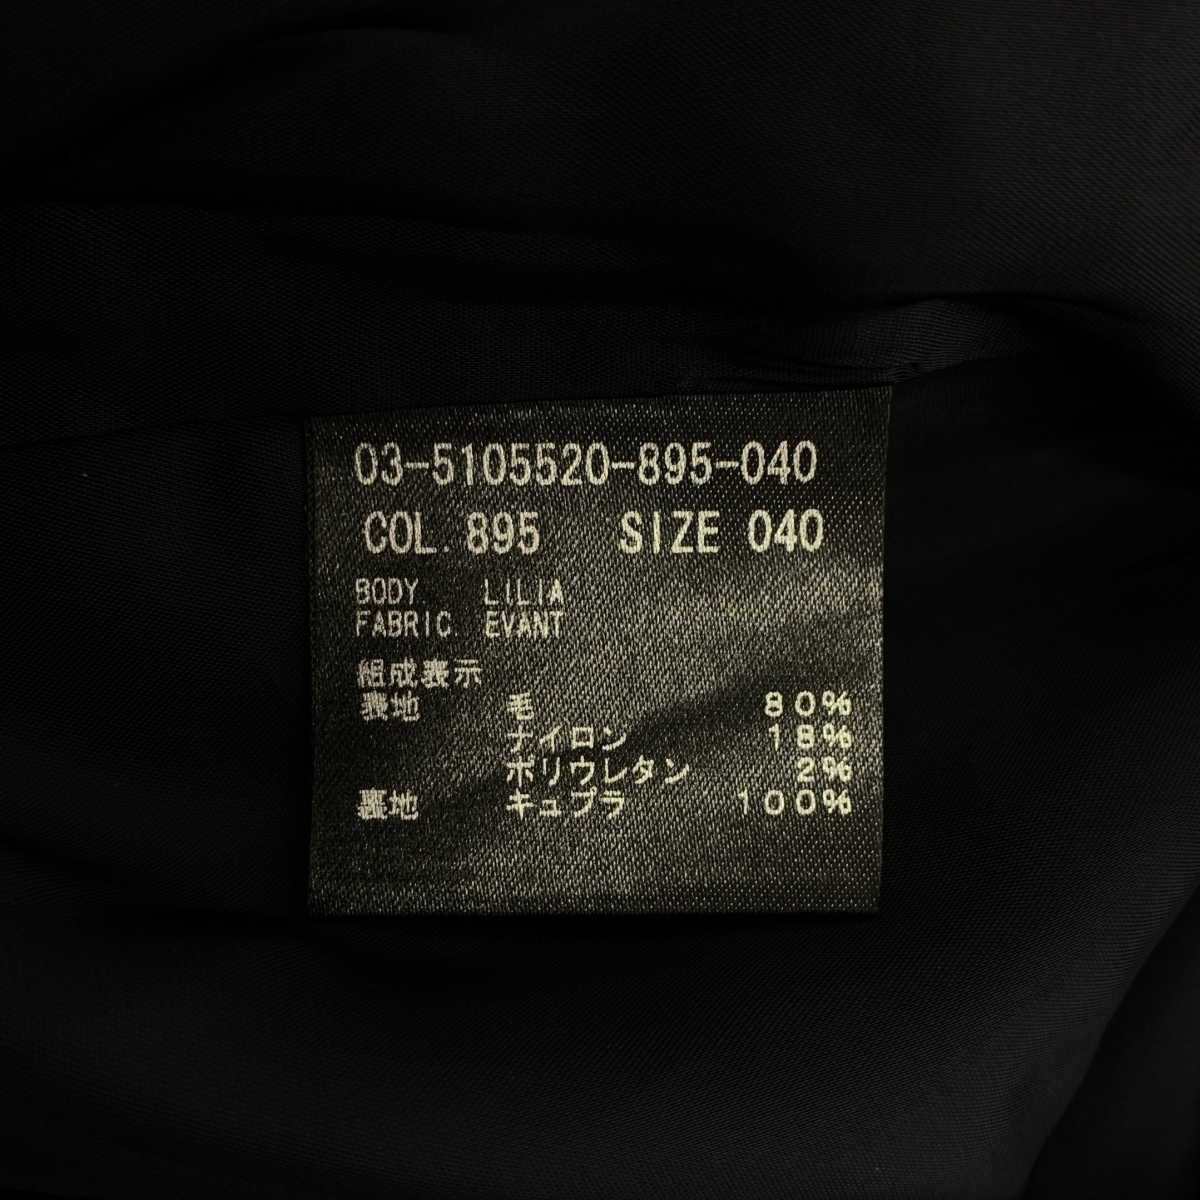 03-5105520-895-040
COL. 895 SIZE 040
BODY LILIA
FABRIC EVANT
組成表示
表地 毛 80%
ナイロン 18%
ポリウレタン 2%
裏地 キュプラ 100%